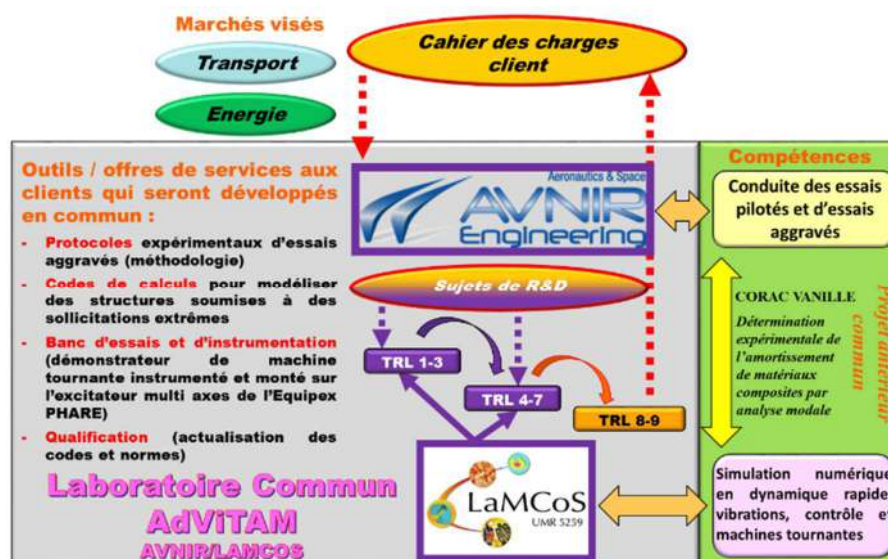 Marchés visés
Transport
Energie
Cahier des charges
client
Outils / offres de services aux
clients qui seront développés
en commun :
- Protocoles expérimentaux d'essais
aggravés (méthodologie)
- Codes de calculs pour modéliser
des structures soumises à des
sollicitations extrêmes
- Banc d'essais et d'instrumentation
(démonstrateur de machine
tournante instrumenté et monté sur
l'excitateur multi axes de l'Equipex
PHARE)
- Qualification (actualisation des
codes et normes)
Laboratoire Commun
AdViTAM
AVNIR/LAMCOS
Aeronautics & Space
AVNIR
Engineering
Sujets de R&D
TRL 1-3
TRL 4-7
TRL 8-9
LaMCoS
UMR 5259
Compétences
Conduite des essais
pilotés et d'essais
aggravés
CORAC VANILLE
Détermination
expérimentale de
l'amortissement
de matériaux
composites par
analyse modale
Projet antérieur
commun
Simulation numérique
en dynamique rapide,
vibrations, contrôle et
machines tournantes